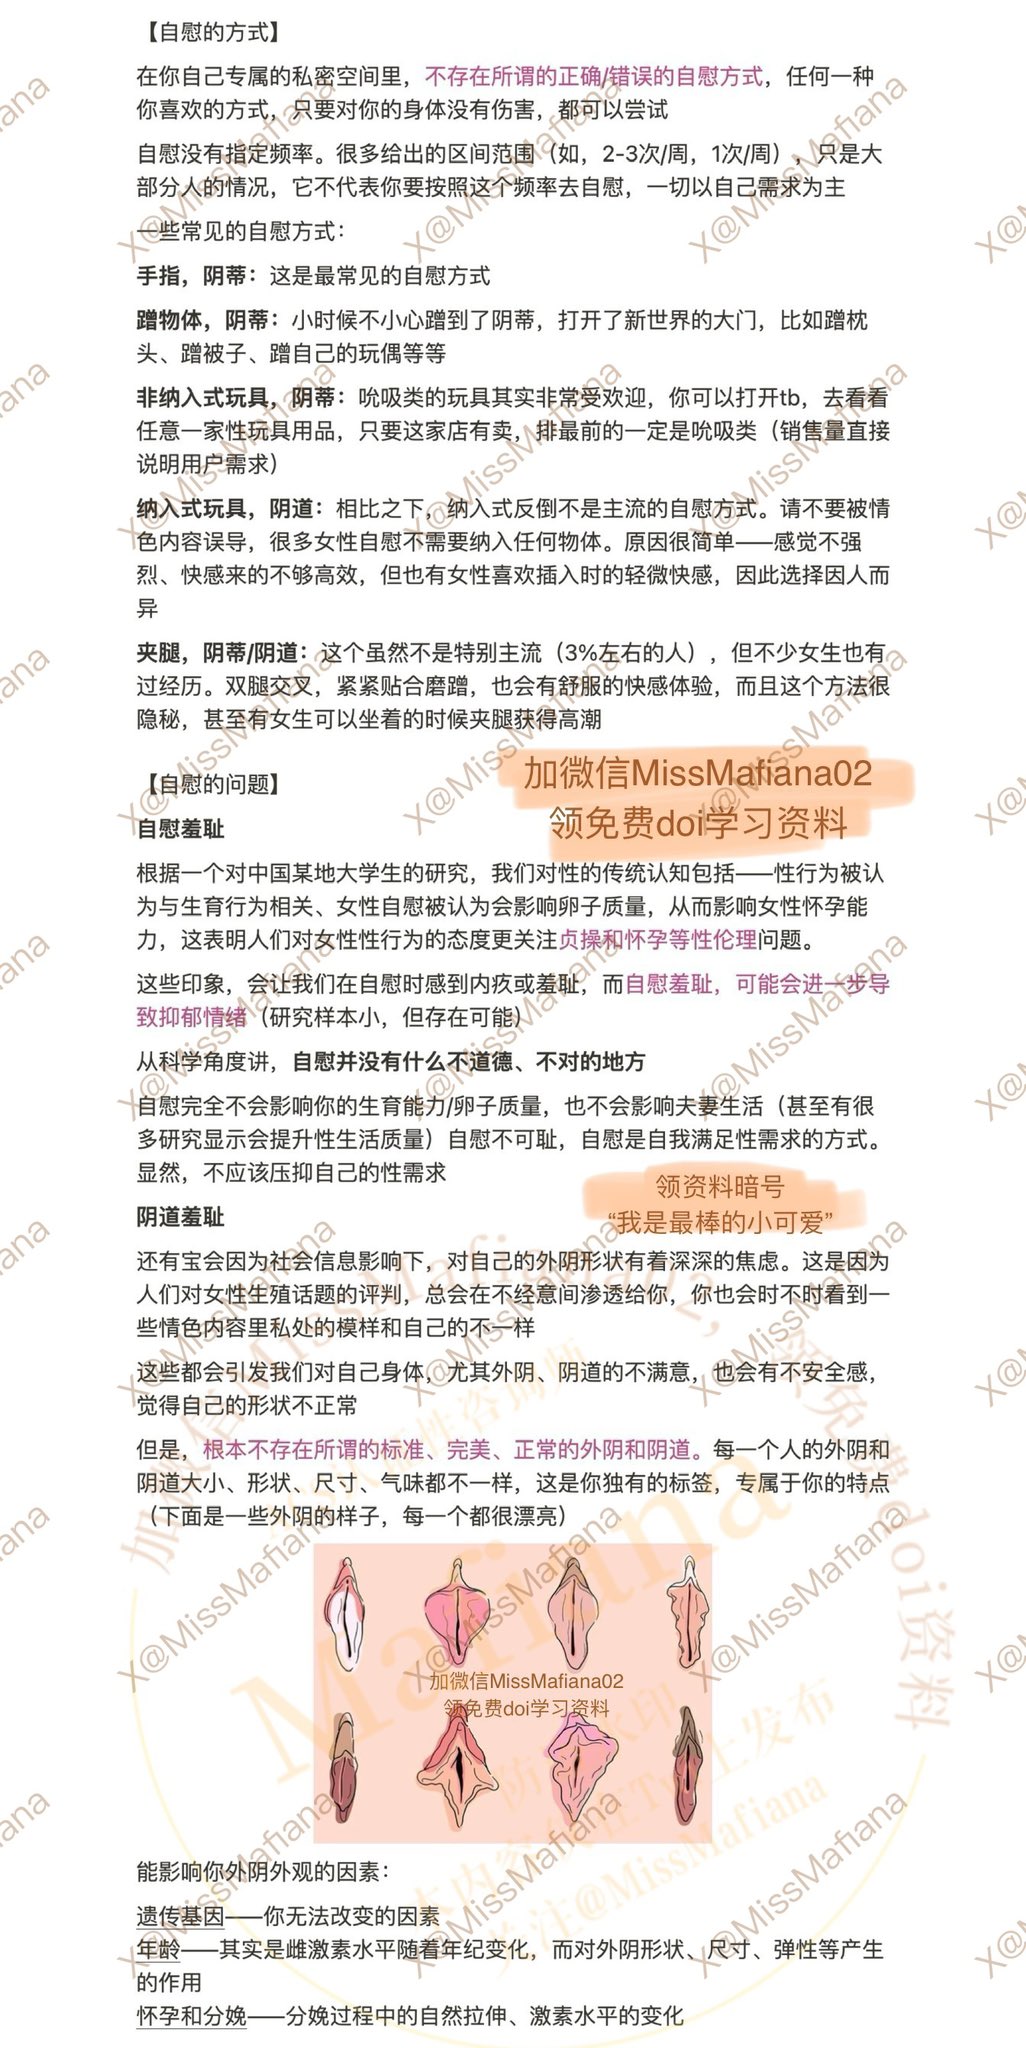 【自慰的方式】
在你自己专属的私密空间里，不存在所谓的正确/错误的自慰方式，任何一种
你喜欢的方式，只要对你的身体没有伤害，都可以尝试
自慰没有指定频率。很多给出的区间范围（如，2-3次/周，1次/周），只是大
部分人的情况，它不代表你要按照这个频率去自慰，一切以自己需求为主
一些常见的自慰方式：
手指，阴蒂：这是最常见的自慰方式
蹭物体，阴蒂：小时候不小心蹭到了阴蒂，打开了新世界的大门，比如蹭枕
头、蹭被子、蹭自己的玩偶等等
非纳入式玩具，阴蒂：吮吸类的玩具其实非常受欢迎，你可以打开tb，去看看
任意一家性玩具用品，只要这家店有卖，排最前的一定是吮吸类（销售量直接
说明用户需求）
纳入式玩具，阴道：相比之下，纳入式反倒不是主流的自慰方式。请不要被情
色内容误导，很多女性自慰不需要纳入任何物体。原因很简单——感觉不强
烈、快感来的不够高效，但也有女性喜欢插入时的轻微快感，因此选择因人而
异
夹腿，阴蒂/阴道：这个虽然不是特别主流（3%左右的人），但不少女生也有
过经历。双腿交叉，紧紧贴合磨蹭，也会有舒服的快感体验，而且这个方法很
隐秘，甚至有女生可以坐着的时候夹腿获得高潮
加微信MissMafiana02
领免费doi学习资料
【自慰的问题】
自慰羞耻
根据一个对中国某地大学生的研究，我们对性的传统认知包括——性行为被认
为与生育行为相关、女性自慰被认为会影响卵子质量，从而影响女性怀孕能
力，这表明人们对女性性行为的态度更关注贞操和怀孕等性伦理问题。
这些印象，会让我们在自慰时感到内疚或羞耻，而自慰羞耻，可能会进一步导
致抑郁情绪（研究样本小，但存在可能）
从科学角度讲，自慰并没有什么不道德、不对的地方
自慰完全不会影响你的生育能力/卵子质量，也不会影响夫妻生活（甚至有很
多研究显示会提升性生活质量）自慰不可耻，自慰是自我满足性需求的方式。
显然，不应该压抑自己的性需求
领资料暗号
“我是最棒的小可爱”
阴道羞耻
还有宝会因为社会信息影响下，对自己的外阴形状有着深深的焦虑。这是因为
人们对女性生殖话题的评判，总会在不经意间渗透给你，你也会时不时看到一
些情色内容里私处的模样和自己的不一样
这些都会引发我们对自己身体，尤其外阴、阴道的不满意，也会有不安全感，
觉得自己的形状不正常
但是，根本不存在所谓的标准、完美、正常的外阴和阴道。每一个人的外阴和
阴道大小、形状、尺寸、气味都不一样，这是你独有的标签，专属于你的特点
（下面是一些外阴的样子，每一个都很漂亮）
加微信MissMafiana02
领免费doi学习资料
能影响你外阴外观的因素：
遗传基因——你无法改变的因素
年龄——其实是雌激素水平随着年纪变化，而对外阴形状、尺寸、弹性等产生
的作用
怀孕和分娩——分娩过程中的自然拉伸、激素水平的变化
X@MissMafiana
Mafiana
关注@MissMafiana